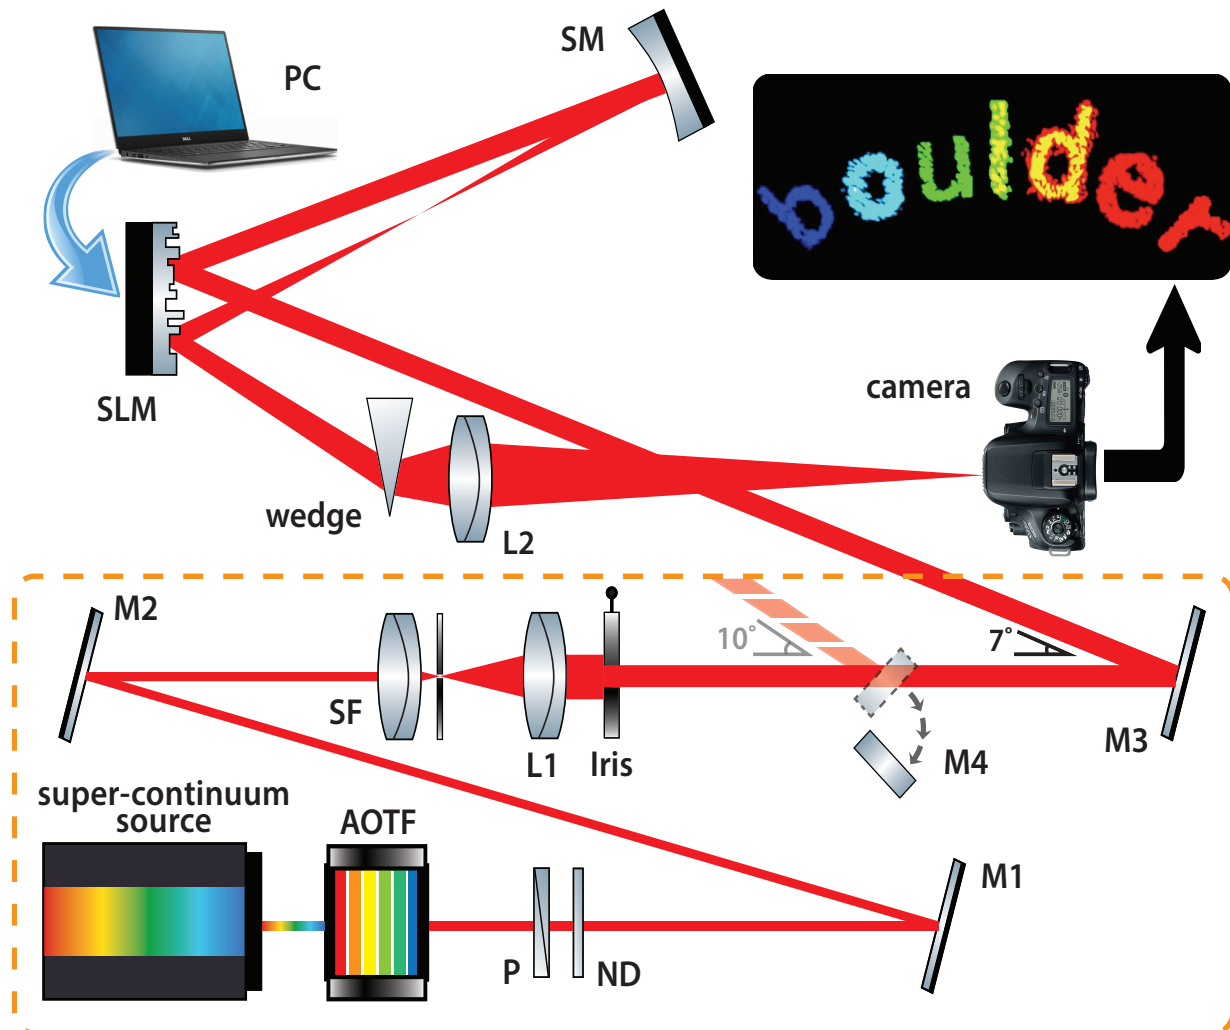 SM
PC
boulder
SLM
camera
wedge
L2
M2
10°
7°
SF
L1
Iris
M4
M3
super-continuum
source
AOTF
M1
P
ND